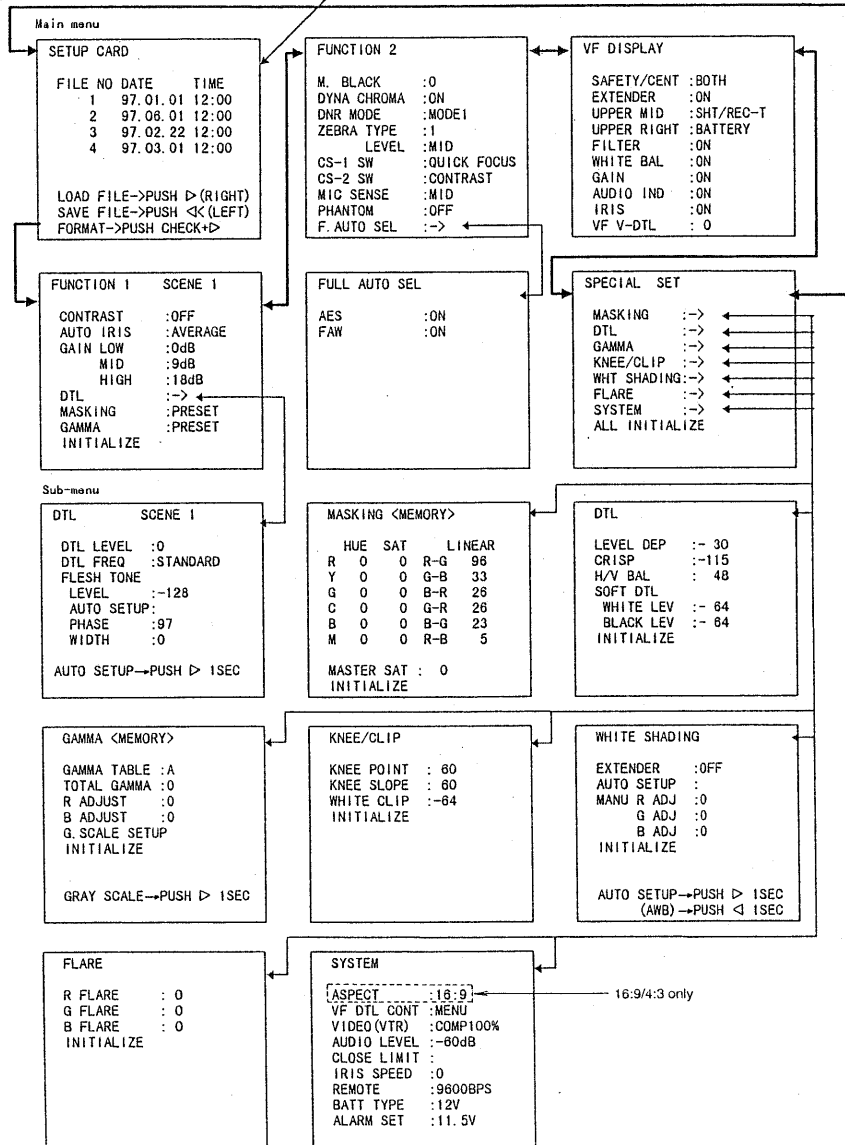 Main menu
SETUP CARD
FILE NO DATE TIME
1 97.01.01 12:00
2 97.06.01 12:00
3 97.02.22 12:00
4 97.03.01 12:00
LOAD FILE->PUSH ▷(RIGHT)
SAVE FILE->PUSH ◁<(LEFT)
FORMAT->PUSH CHECK+▷
FUNCTION 2
M. BLACK :0
DYNA CHROMA :ON
DNR MODE :MODE1
ZEBRA TYPE :1
LEVEL :MID
CS-1 SW :QUICK FOCUS
CS-2 SW :CONTRAST
MIC SENSE :MID
PHANTOM :OFF
F. AUTO SEL :->
VF DISPLAY
SAFETY/CENT :BOTH
EXTENDER :ON
UPPER MID :SHT/REC-T
UPPER RIGHT :BATTERY
FILTER :ON
WHITE BAL :ON
GAIN :ON
AUDIO IND :ON
IRIS :ON
VF V-DTL : 0
FUNCTION 1 SCENE 1
CONTRAST :OFF
AUTO IRIS :AVERAGE
GAIN LOW :0dB
MID :9dB
HIGH :18dB
DTL :->
MASKING :PRESET
GAMMA :PRESET
INITIALIZE
FULL AUTO SEL
AES :ON
FAW :ON
SPECIAL SET
MASKING :->
DTL :->
GAMMA :->
KNEE/CLIP :->
WHT SHADING:->
FLARE :->
SYSTEM :->
ALL INITIALIZE
Sub-menu
DTL SCENE 1
DTL LEVEL :0
DTL FREQ :STANDARD
FLESH TONE
LEVEL :-128
AUTO SETUP:
PHASE :97
WIDTH :0
AUTO SETUP→PUSH ▷ 1SEC
MASKING <MEMORY>
HUE SAT LINEAR
R 0 0 R-G 96
Y 0 0 G-B 33
G 0 0 B-R 26
C 0 0 G-R 26
B 0 0 B-G 23
M 0 0 R-B 5
MASTER SAT : 0
INITIALIZE
DTL
LEVEL DEP :- 30
CRISP :-115
H/V BAL : 48
SOFT DTL
WHITE LEV :- 64
BLACK LEV :- 64
INITIALIZE
GAMMA <MEMORY>
GAMMA TABLE :A
TOTAL GAMMA :0
R ADJUST :0
B ADJUST :0
G. SCALE SETUP
INITIALIZE
GRAY SCALE→PUSH ▷ 1SEC
KNEE/CLIP
KNEE POINT : 60
KNEE SLOPE : 60
WHITE CLIP :-64
INITIALIZE
WHITE SHADING
EXTENDER :OFF
AUTO SETUP :
MANU R ADJ :0
G ADJ :0
B ADJ :0
INITIALIZE
AUTO SETUP→PUSH ▷ 1SEC
(AWB)→PUSH ◁ 1SEC
FLARE
R FLARE : 0
G FLARE : 0
B FLARE : 0
INITIALIZE
SYSTEM
ASPECT :16:9
16:9/4:3 only
VF DTL CONT :MENU
VIDEO(VTR) :COMP100%
AUDIO LEVEL :-60dB
CLOSE LIMIT :
IRIS SPEED :0
REMOTE :9600BPS
BATT TYPE :12V
ALARM SET :11.5V